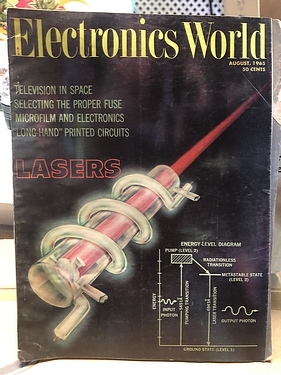 Electronics World
AUGUST, 1965
50 CENTS
TELEVISION IN SPACE
SELECTING THE PROPER FUSE
MICROFILM AND ELECTRONICS
"LONG-HAND" PRINTED CIRCUITS
LASERS
ENERGY-LEVEL DIAGRAM
PUMP (LEVEL 3)
RADIATIONLESS
TRANSITION
METASTABLE STATE
(LEVEL 2)
ENERGY
INPUT
PHOTON
PUMPING TRANSITION
LASER TRANSITION
OUTPUT PHOTON
GROUND STATE (LEVEL 1)